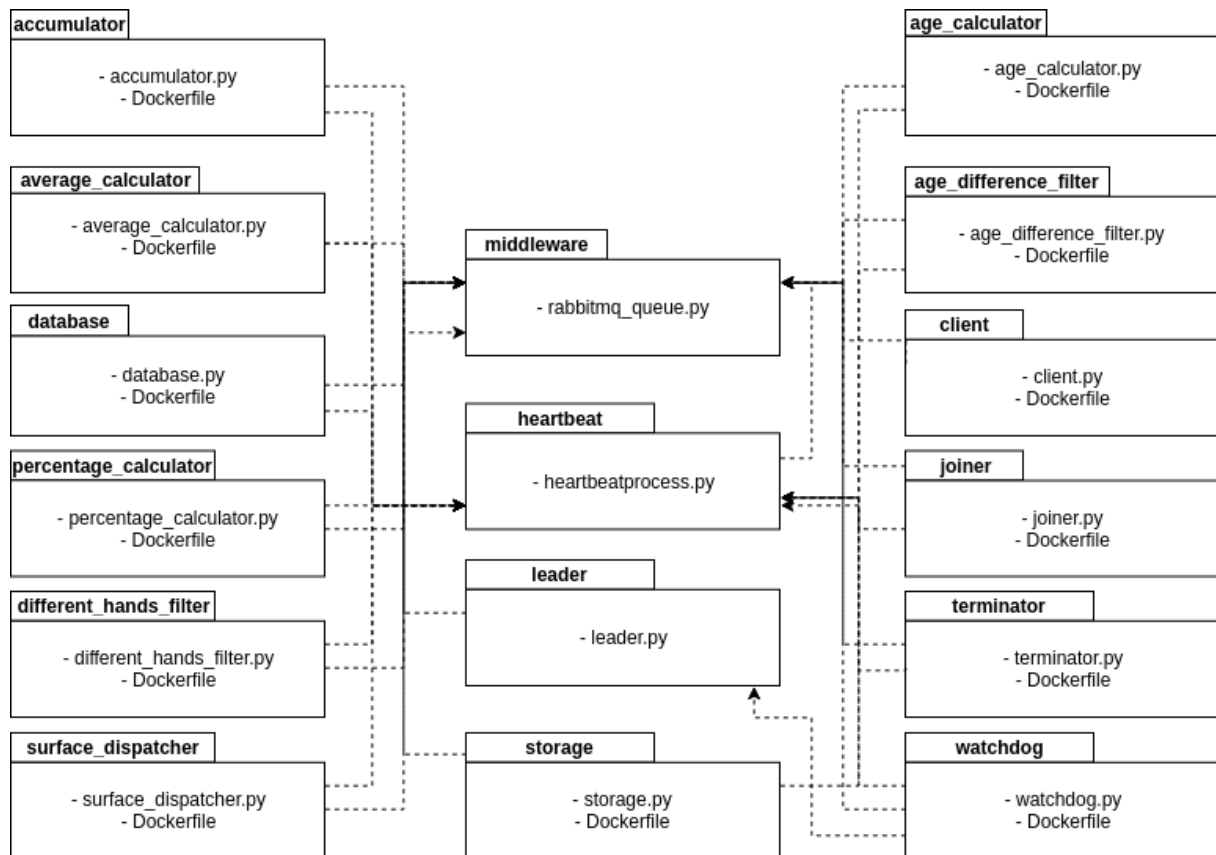 accumulator
- accumulator.py
- Dockerfile
average_calculator
- average_calculator.py
- Dockerfile
database
- database.py
- Dockerfile
percentage_calculator
- percentage_calculator.py
- Dockerfile
different_hands_filter
- different_hands_filter.py
- Dockerfile
surface_dispatcher
- surface_dispatcher.py
- Dockerfile
middleware
- rabbitmq_queue.py
heartbeat
- heartbeatprocess.py
leader
- leader.py
storage
- storage.py
- Dockerfile
age_calculator
- age_calculator.py
- Dockerfile
age_difference_filter
- age_difference_filter.py
- Dockerfile
client
- client.py
- Dockerfile
joiner
- joiner.py
- Dockerfile
terminator
- terminator.py
- Dockerfile
watchdog
- watchdog.py
- Dockerfile